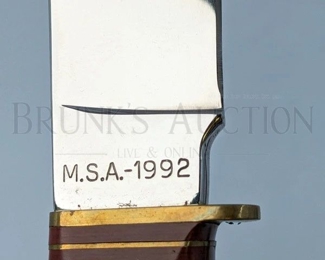 BRUNK'S AUCTION
LIVE & ONLINE
M.S.A.-1992